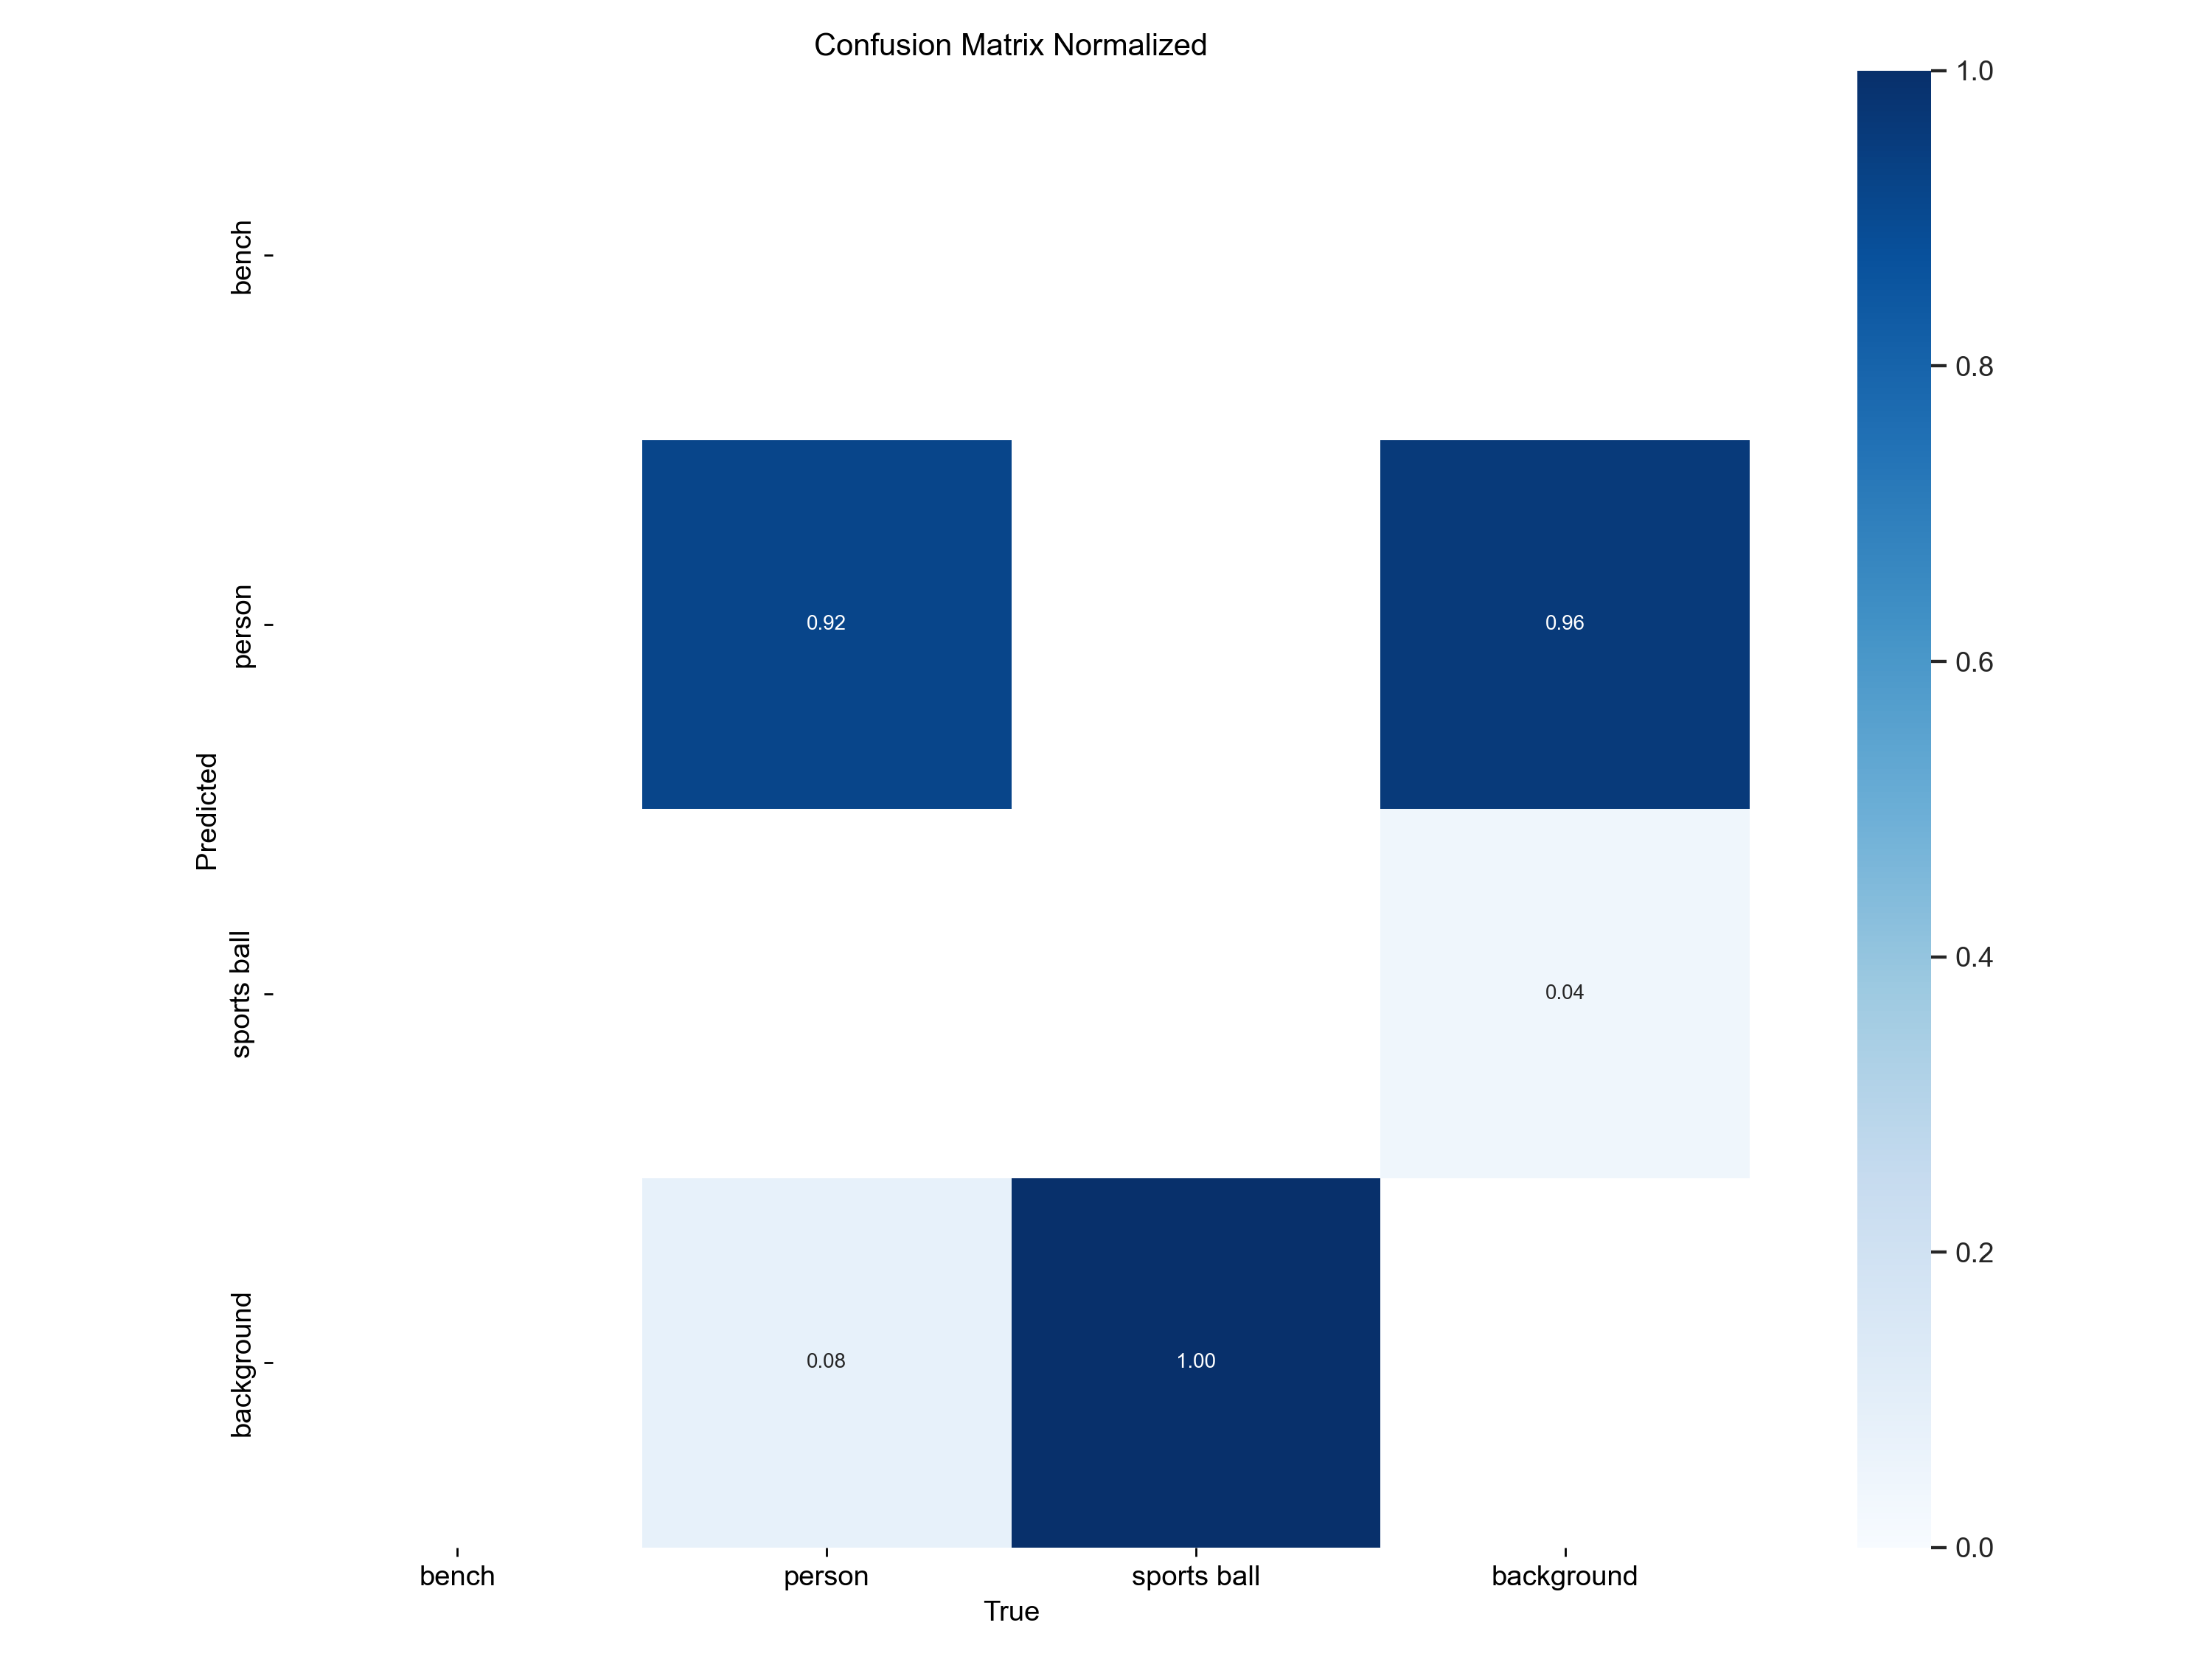 Confusion Matrix Normalized
1.0
bench
0.8
person
0.92
0.96
0.6
Predicted
0.4
sports ball
0.04
0.2
background
0.08
1.00
0.0
bench
person
sports ball
background
True